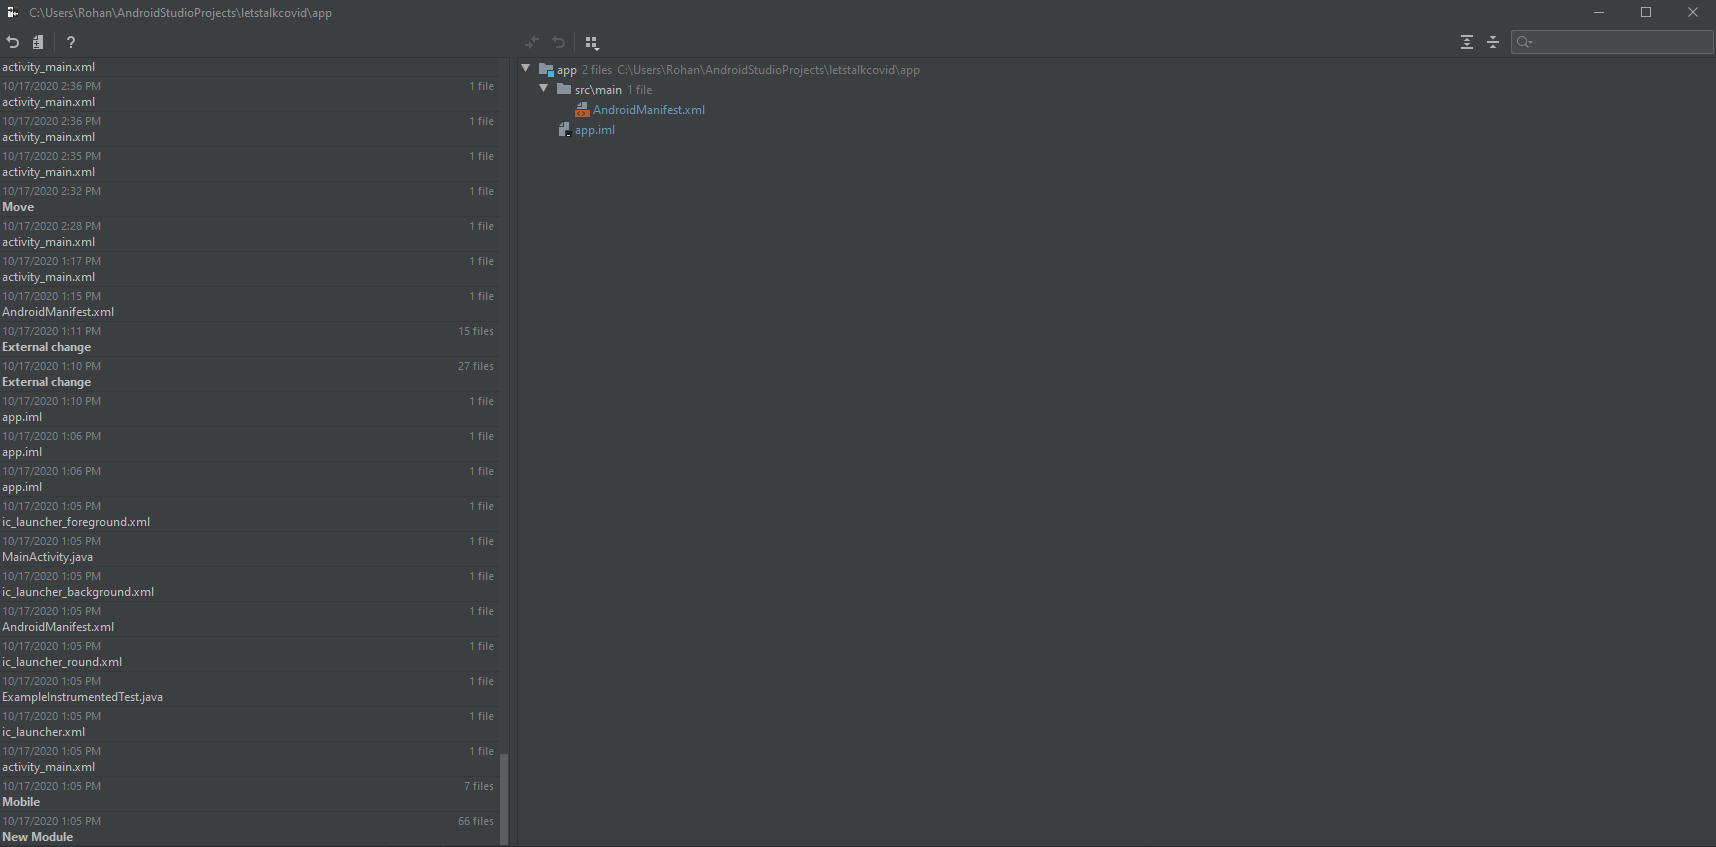 C:\Users\Rohan\AndroidStudioProjects\letstalkcovid\app
?
activity_main.xml
10/17/2020 2:36 PM 1 file
activity_main.xml
10/17/2020 2:36 PM 1 file
activity_main.xml
10/17/2020 2:35 PM 1 file
activity_main.xml
10/17/2020 2:32 PM 1 file
Move
10/17/2020 2:28 PM 1 file
activity_main.xml
10/17/2020 1:17 PM 1 file
activity_main.xml
10/17/2020 1:15 PM 1 file
AndroidManifest.xml
10/17/2020 1:11 PM 15 files
External change
10/17/2020 1:10 PM 27 files
External change
10/17/2020 1:10 PM 1 file
app.iml
10/17/2020 1:06 PM 1 file
app.iml
10/17/2020 1:06 PM 1 file
app.iml
10/17/2020 1:05 PM 1 file
ic_launcher_foreground.xml
10/17/2020 1:05 PM 1 file
MainActivity.java
10/17/2020 1:05 PM 1 file
ic_launcher_background.xml
10/17/2020 1:05 PM 1 file
AndroidManifest.xml
10/17/2020 1:05 PM 1 file
ic_launcher_round.xml
10/17/2020 1:05 PM 1 file
ExampleInstrumentedTest.java
10/17/2020 1:05 PM 1 file
ic_launcher.xml
10/17/2020 1:05 PM 1 file
activity_main.xml
10/17/2020 1:05 PM 7 files
Mobile
10/17/2020 1:05 PM 66 files
New Module
app 2 files C:\Users\Rohan\AndroidStudioProjects\letstalkcovid\app
src\main 1 file
AndroidManifest.xml
app.iml